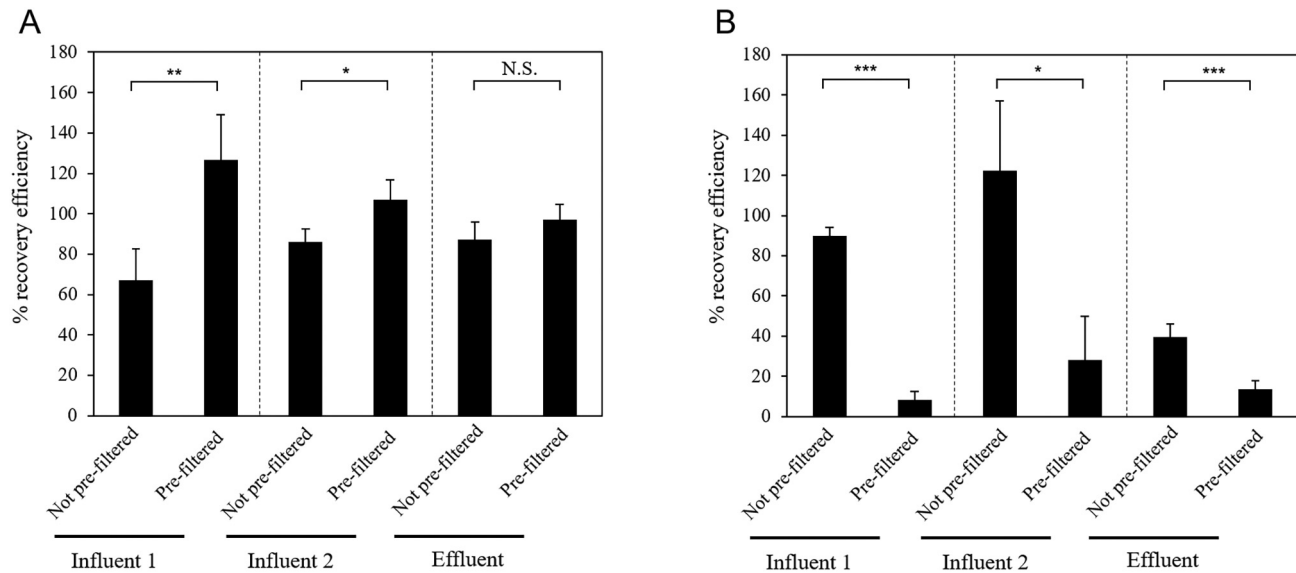 A
% recovery efficiency
180
160
140
120
100
80
60
40
20
0
**
*
N.S.
Not pre-filtered
Pre-filtered
Not pre-filtered
Pre-filtered
Not pre-filtered
Pre-filtered
Influent 1
Influent 2
Effluent
B
% recovery efficiency
180
160
140
120
100
80
60
40
20
0
***
*
***
Not pre-filtered
Pre-filtered
Not pre-filtered
Pre-filtered
Not pre-filtered
Pre-filtered
Influent 1
Influent 2
Effluent